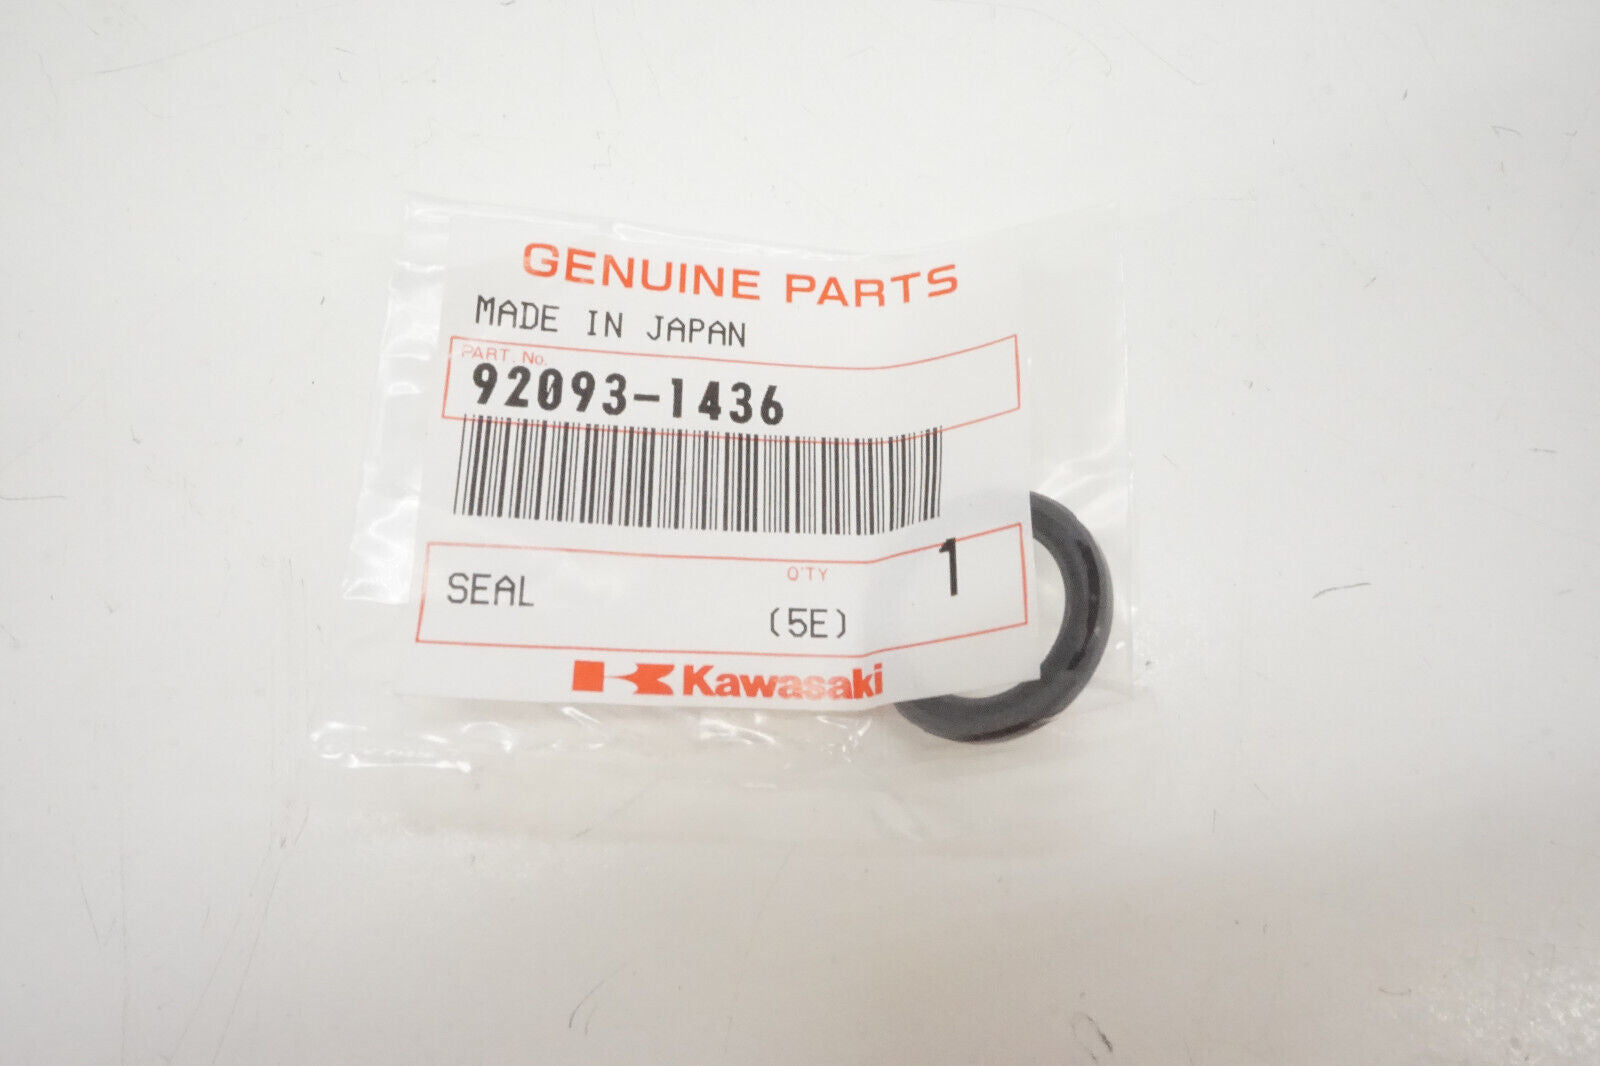 GENUINE PARTS
MADE IN JAPAN
PART. No.
92093-1436
Q'TY
1
SEAL
(5E)
Kawasaki